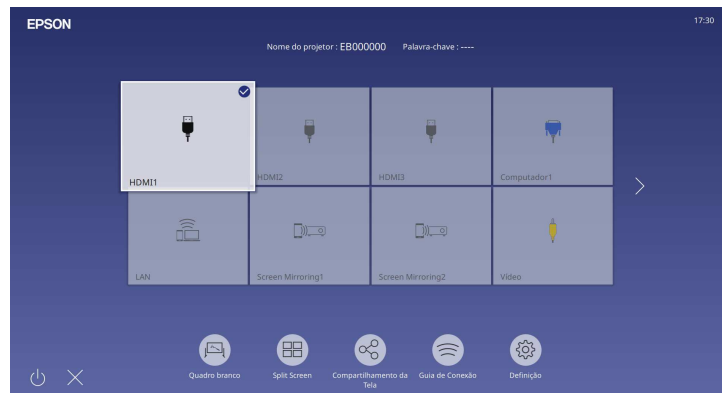 EPSON
17:30
Nome do projetor : EB000000 Palavra-chave : ----
HDMI1
HDMI2
HDMI3
Computador1
LAN
Screen Mirroring1
Screen Mirroring2
Vídeo
Quadro branco
Split Screen
Compartilhamento da
Tela
Guia de Conexão
Definição